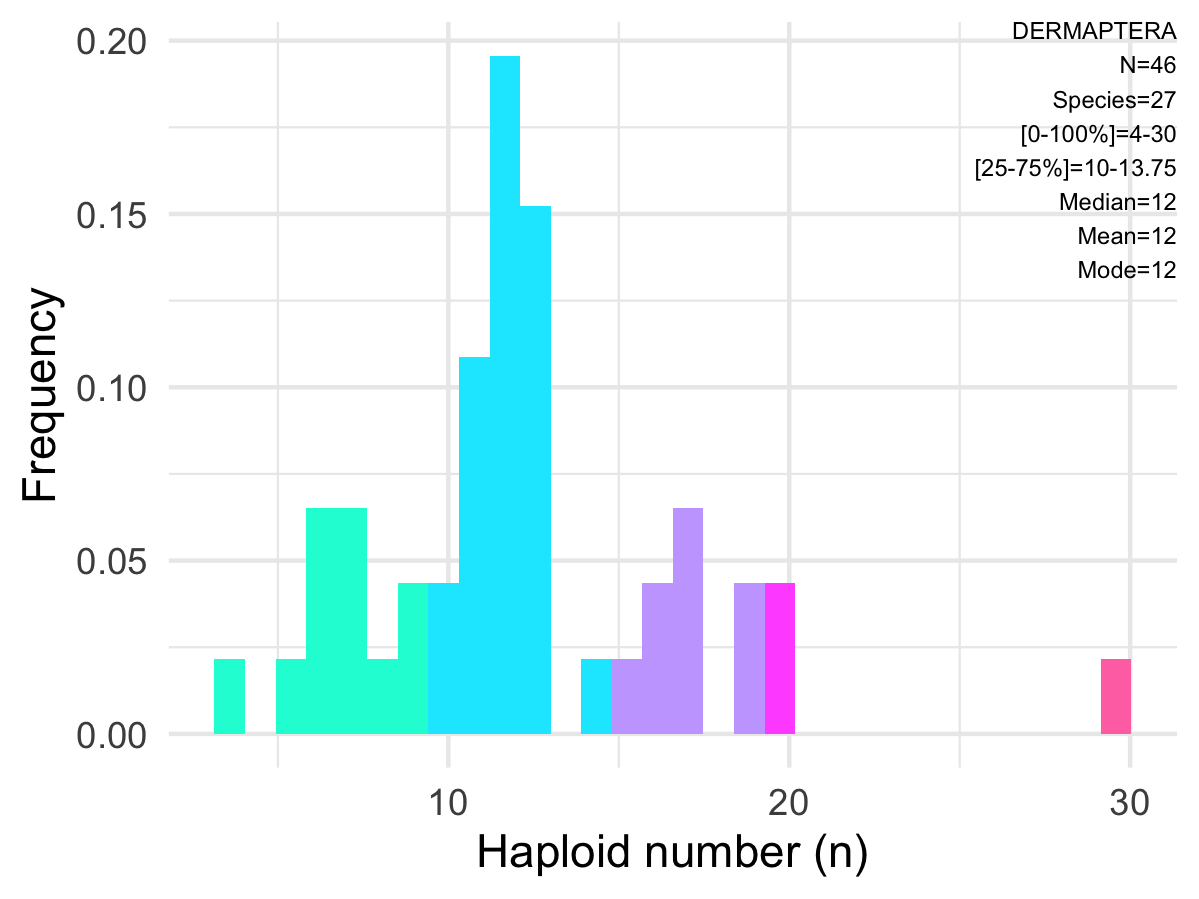 DERMAPTERA
N=46
Species=27
[0-100%]=4-30
[25-75%]=10-13.75
Median=12
Mean=12
Mode=12
0.20
0.15
0.10
0.05
0.00
Frequency
10 20 30
Haploid number (n)